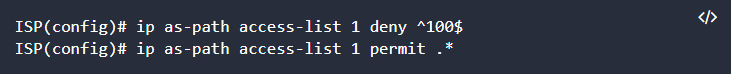 ISP(config)# ip as-path access-list 1 deny ^100$
ISP(config)# ip as-path access-list 1 permit .*